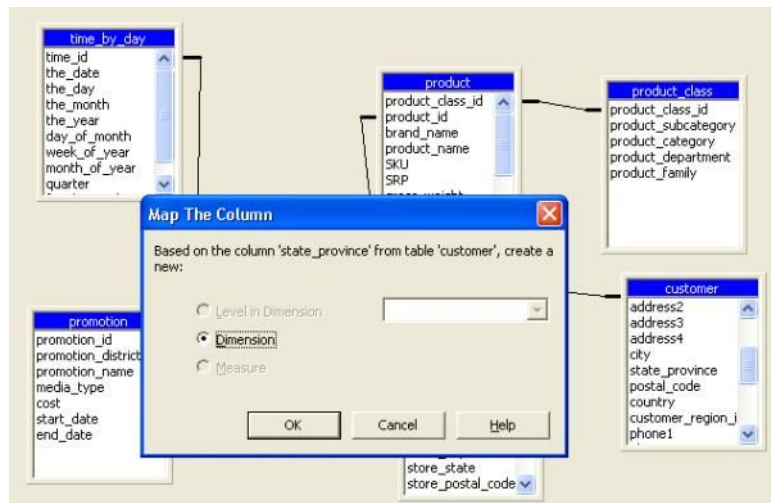 time_by_day
time_id
the_date
the_day
the_month
the_year
day_of_month
week_of_year
month_of_year
quarter
product
product_class_id
product_id
brand_name
product_name
SKU
SRP
product_class
product_class_id
product_subcategory
product_category
product_department
product_family
Map The Column
Based on the column 'state_province' from table 'customer', create a
new:
Level in Dimension
Dimension
Measure
OK
Cancel
Help
promotion
promotion_id
promotion_district
promotion_name
media_type
cost
start_date
end_date
customer
address2
address3
address4
city
state_province
postal_code
country
customer_region_i
phone1
store_state
store_postal_code